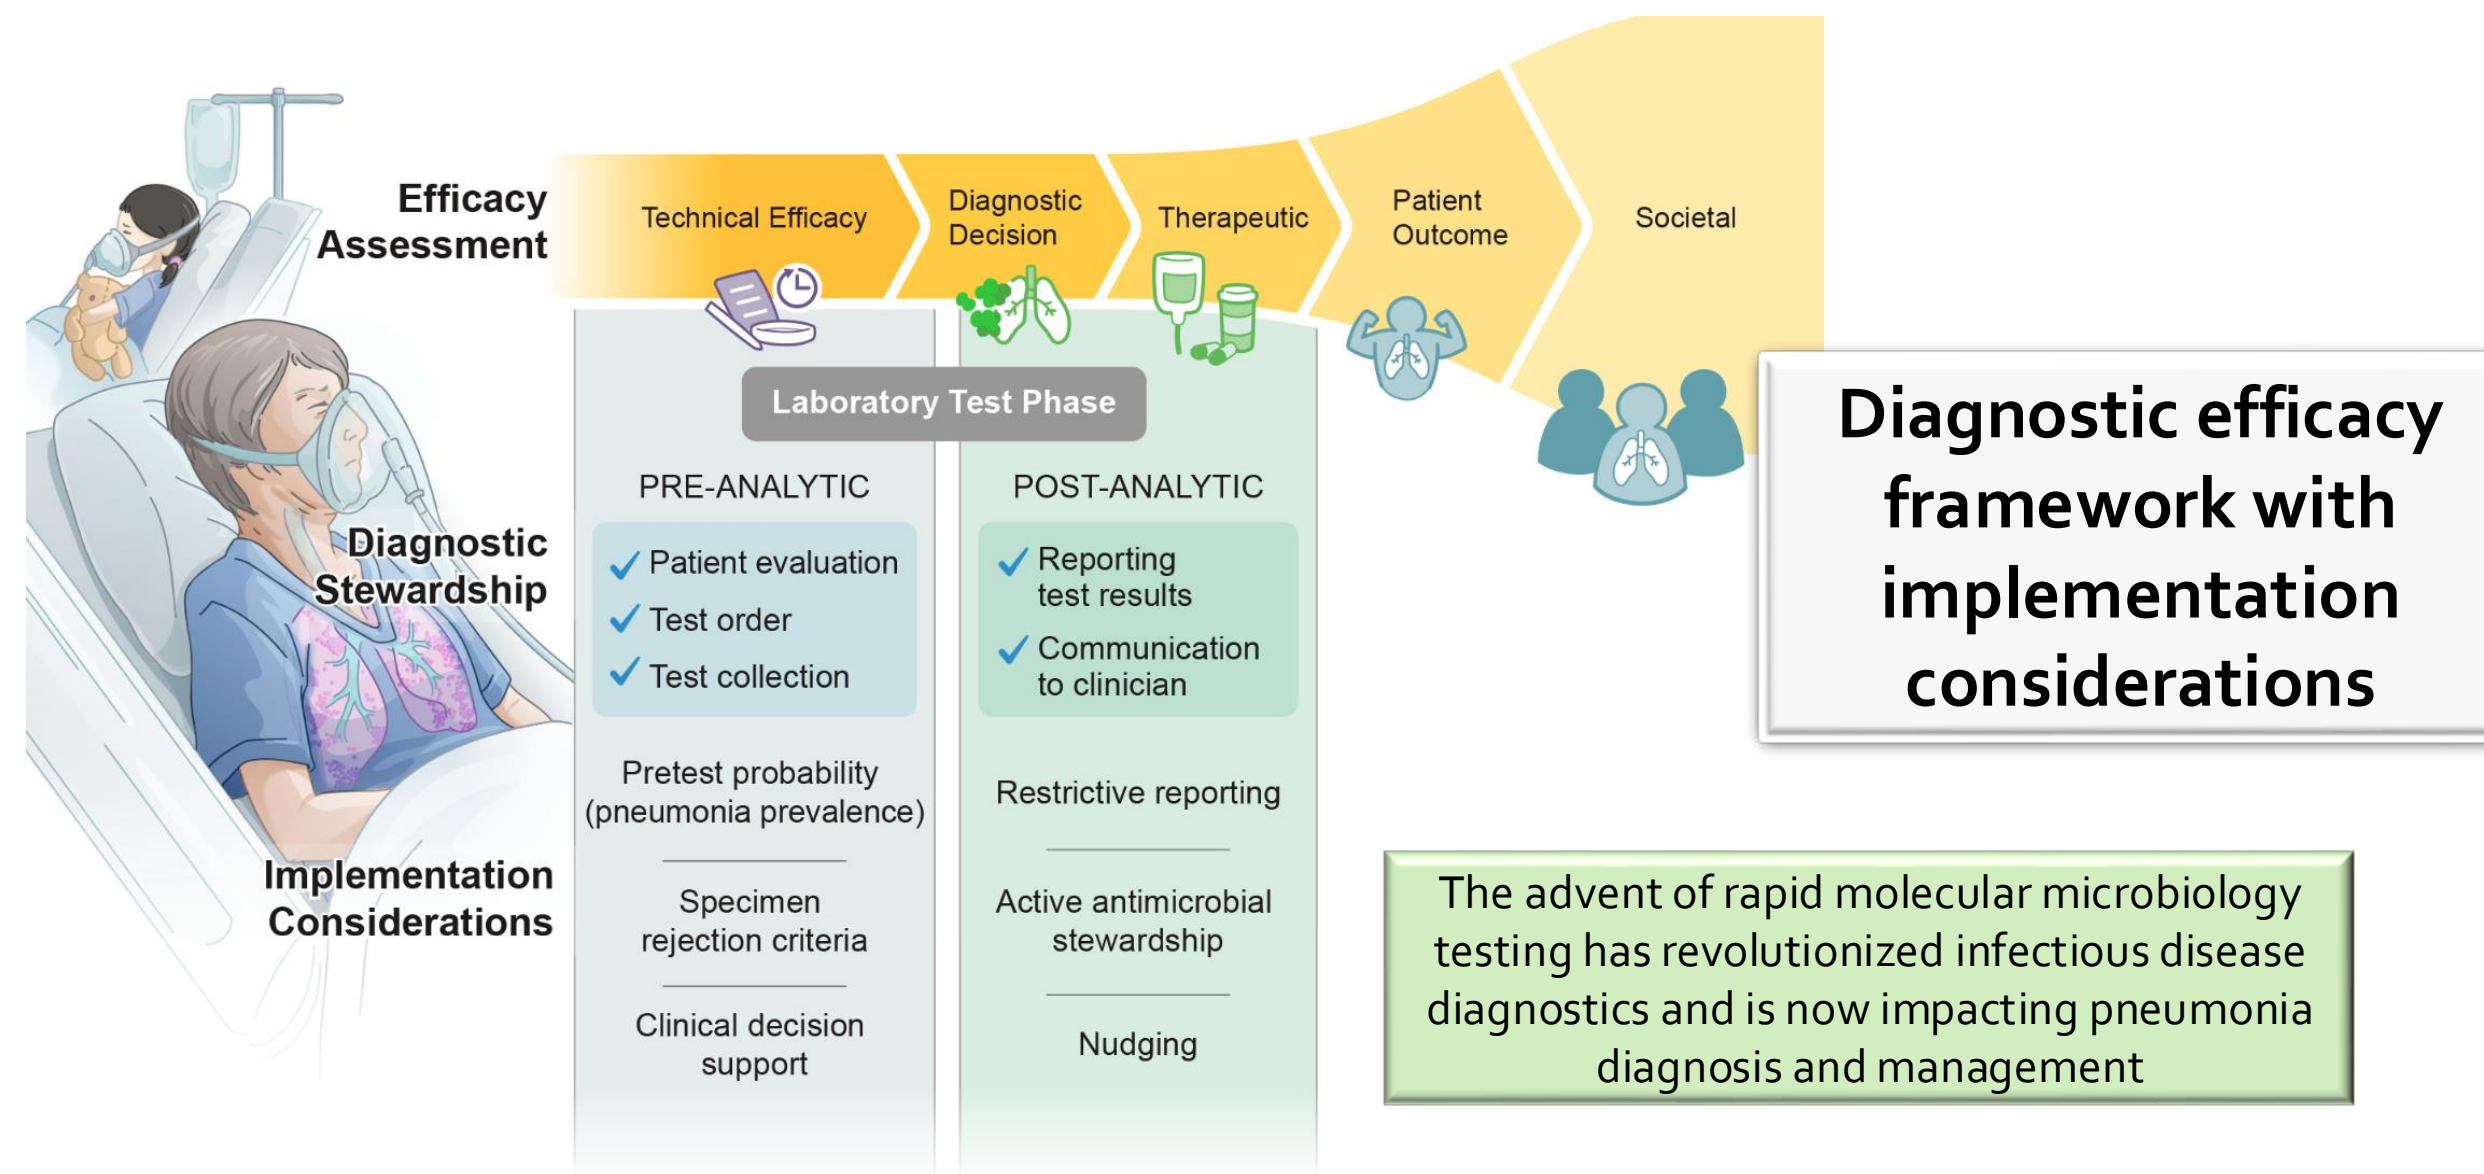 Efficacy
Assessment
Technical Efficacy
Diagnostic
Decision
Therapeutic
Patient
Outcome
Societal
Laboratory Test Phase
Diagnostic
Stewardship
PRE-ANALYTIC
Patient evaluation
Test order
Test collection
POST-ANALYTIC
Reporting
test results
Communication
to clinician
Implementation
Considerations
Pretest probability
(pneumonia prevalence)
Specimen
rejection criteria
Clinical decision
support
Restrictive reporting
Active antimicrobial
stewardship
Nudging
Diagnostic efficacy
framework with
implementation
considerations
The advent of rapid molecular microbiology
testing has revolutionized infectious disease
diagnostics and is now impacting pneumonia
diagnosis and management